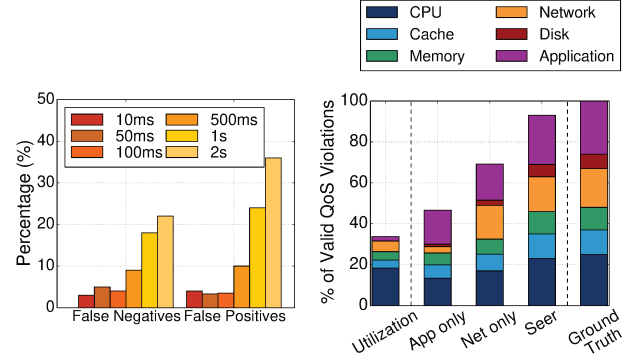 CPU
Cache
Memory
Network
Disk
Application
50
40
30
20
10
0
Percentage (%)
10ms
50ms
100ms
500ms
1s
2s
False Negatives
False Positives
100
80
60
40
20
0
% of Valid QoS Violations
Utilization
App only
Net only
Seer
Ground
Truth